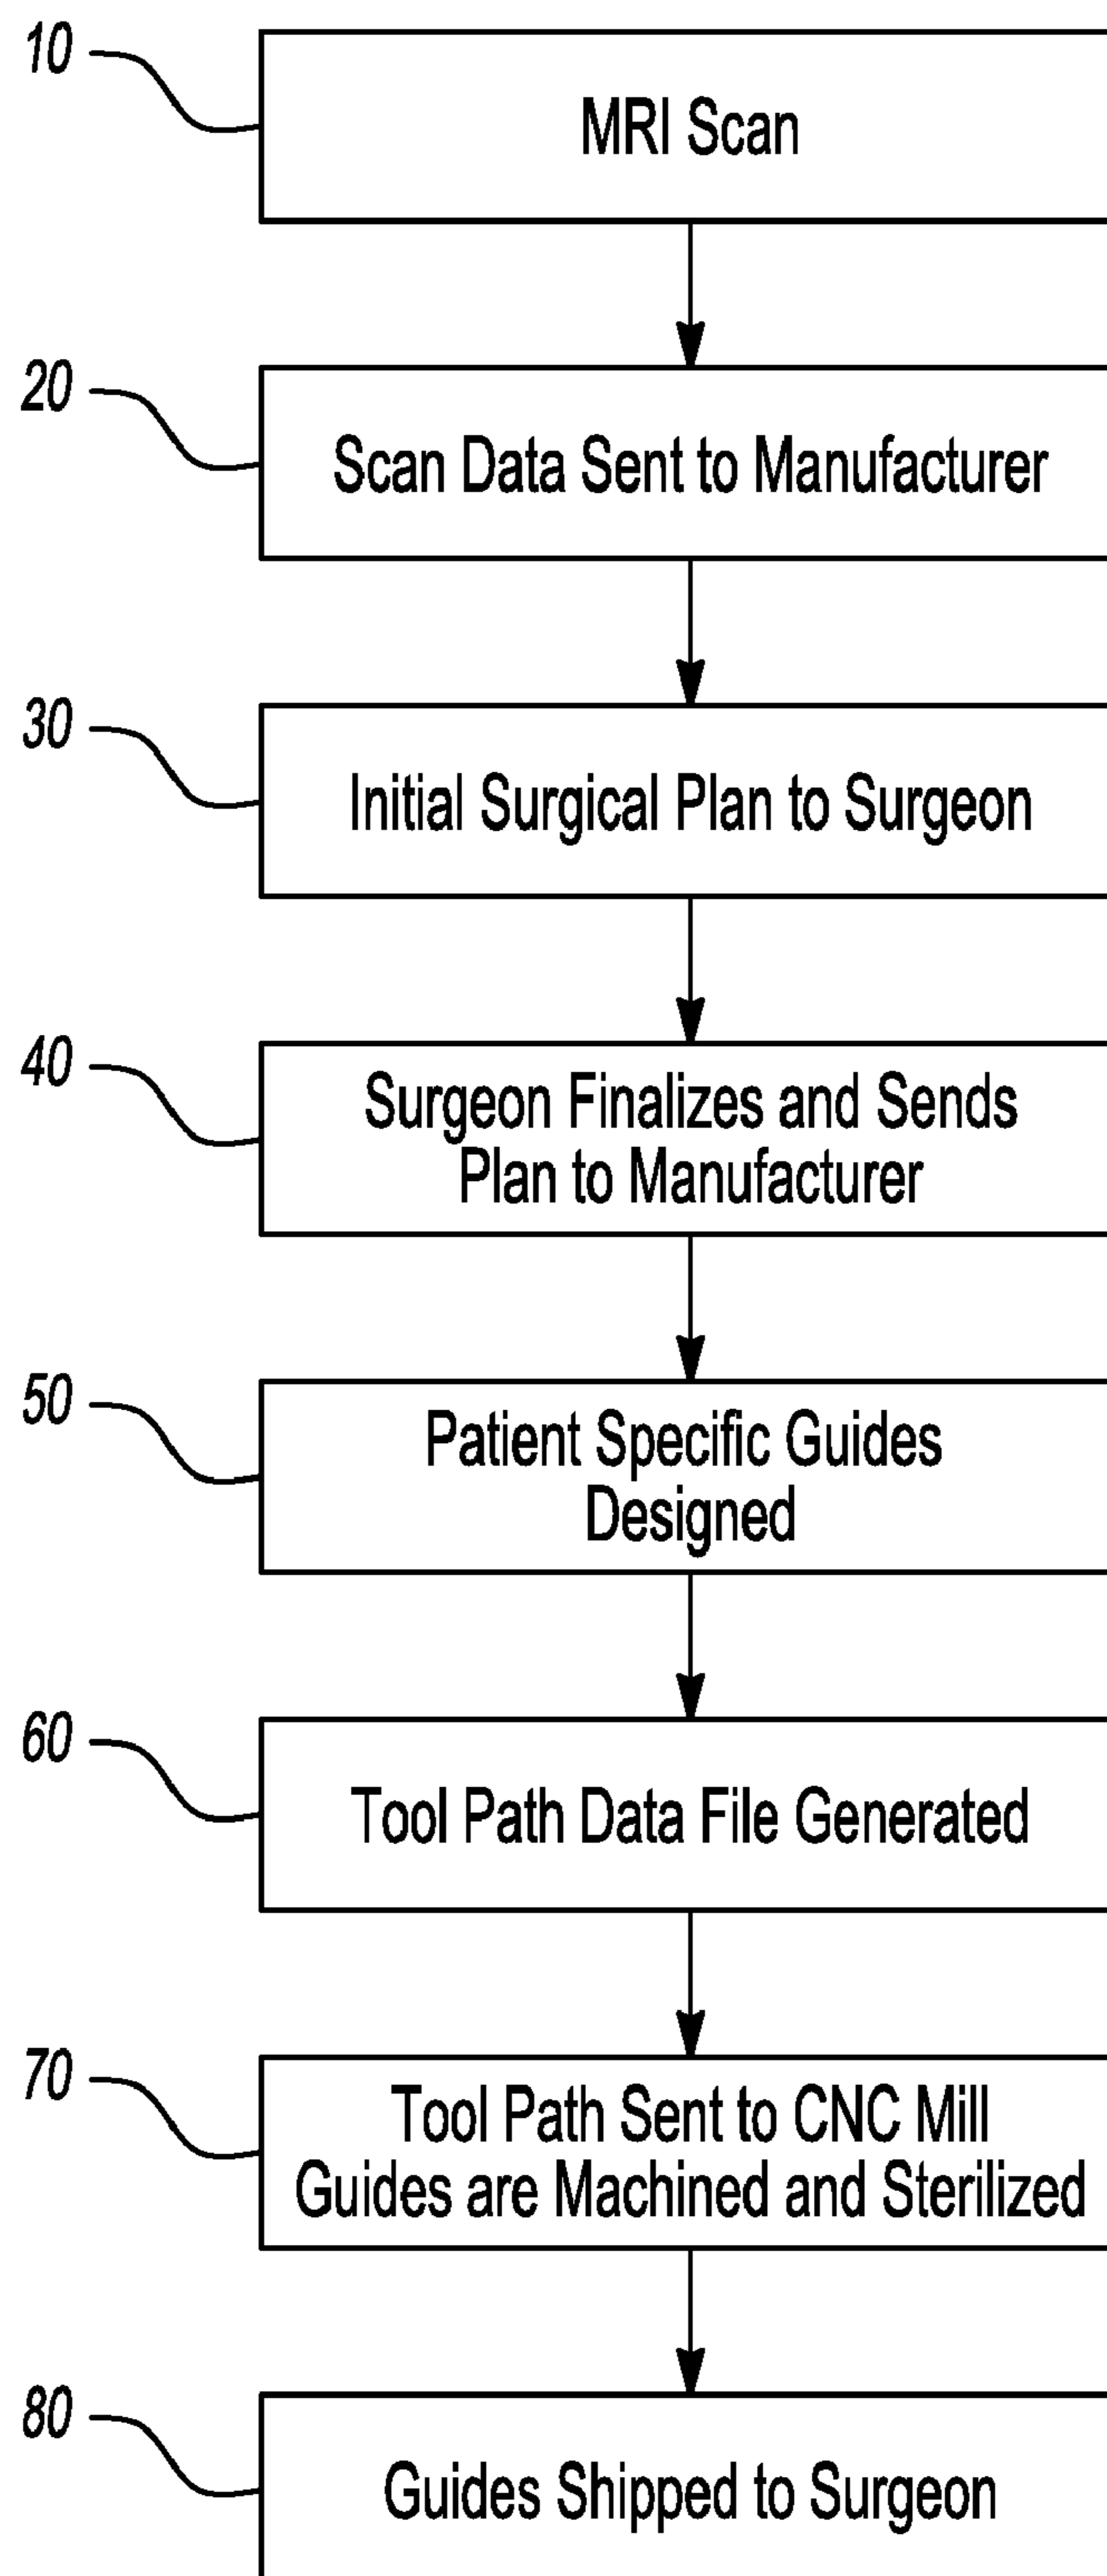 10
MRI Scan
20
Scan Data Sent to Manufacturer
30
Initial Surgical Plan to Surgeon
40
Surgeon Finalizes and Sends
Plan to Manufacturer
50
Patient Specific Guides
Designed
60
Tool Path Data File Generated
70
Tool Path Sent to CNC Mill
Guides are Machined and Sterilized
80
Guides Shipped to Surgeon